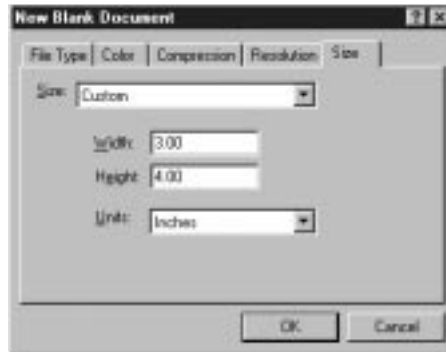 New Blank Document
File Type Color Compression Resolution Size
Size: Custom
Width: 3.00
Height: 4.00
Units: Inches
OK Cancel